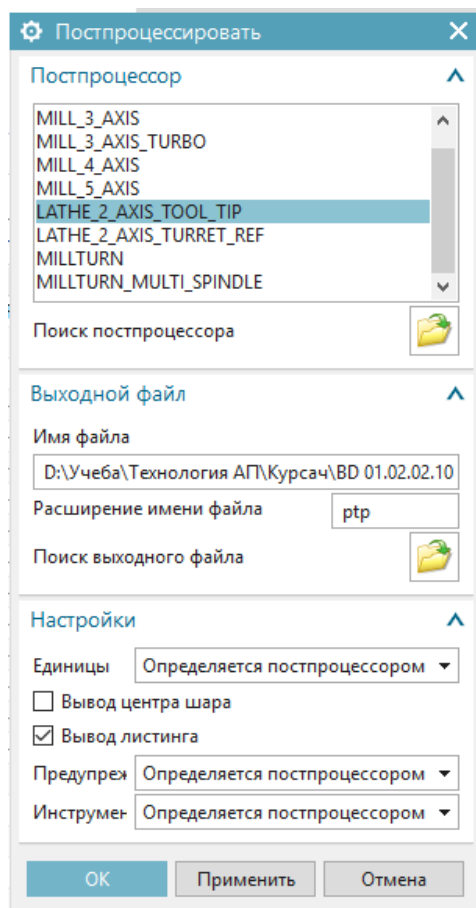 Постпроцессировать
Постпроцессор
MILL_3_AXIS
MILL_3_AXIS_TURBO
MILL_4_AXIS
MILL_5_AXIS
LATHE_2_AXIS_TOOL_TIP
LATHE_2_AXIS_TURRET_REF
MILLTURN
MILLTURN_MULTI_SPINDLE
Поиск постпроцессора
Выходной файл
Имя файла
D:\Учеба\Технология АП\Курсач\BD 01.02.02.10
Расширение имени файла ptp
Поиск выходного файла
Настройки
Единицы Определяется постпроцессором
Вывод центра шара
Вывод листинга
Предупреж Определяется постпроцессором
Инструмен Определяется постпроцессором
ОК Применить Отмена